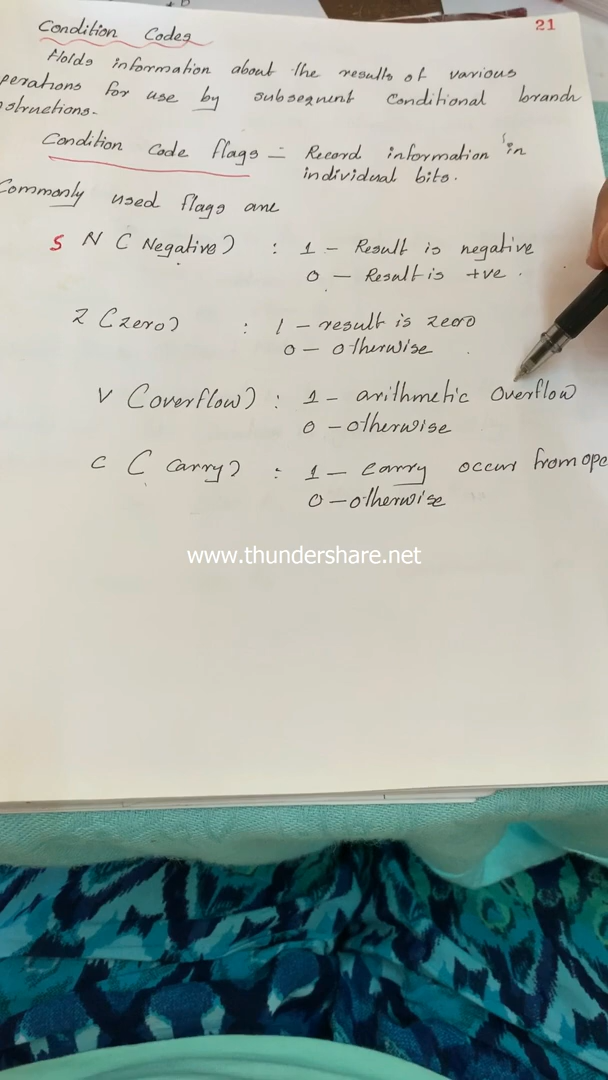 21
Condition Codes
Holds information about the results of various
perations for use by subsequent Conditional branch
structions.
Condition Code flags - Record information in
individual bits.
Commonly used flags are
S N (Negative) : 1 - Result is negative
0 - Result is +ve .
Z (zero) : 1 - result is zero
0 - otherwise
V (overflow) : 1 - arithmetic Overflow
0 - otherwise
C ( Carry) : 1 - Carry occurs from ope
0 - otherwise
www.thundershare.net